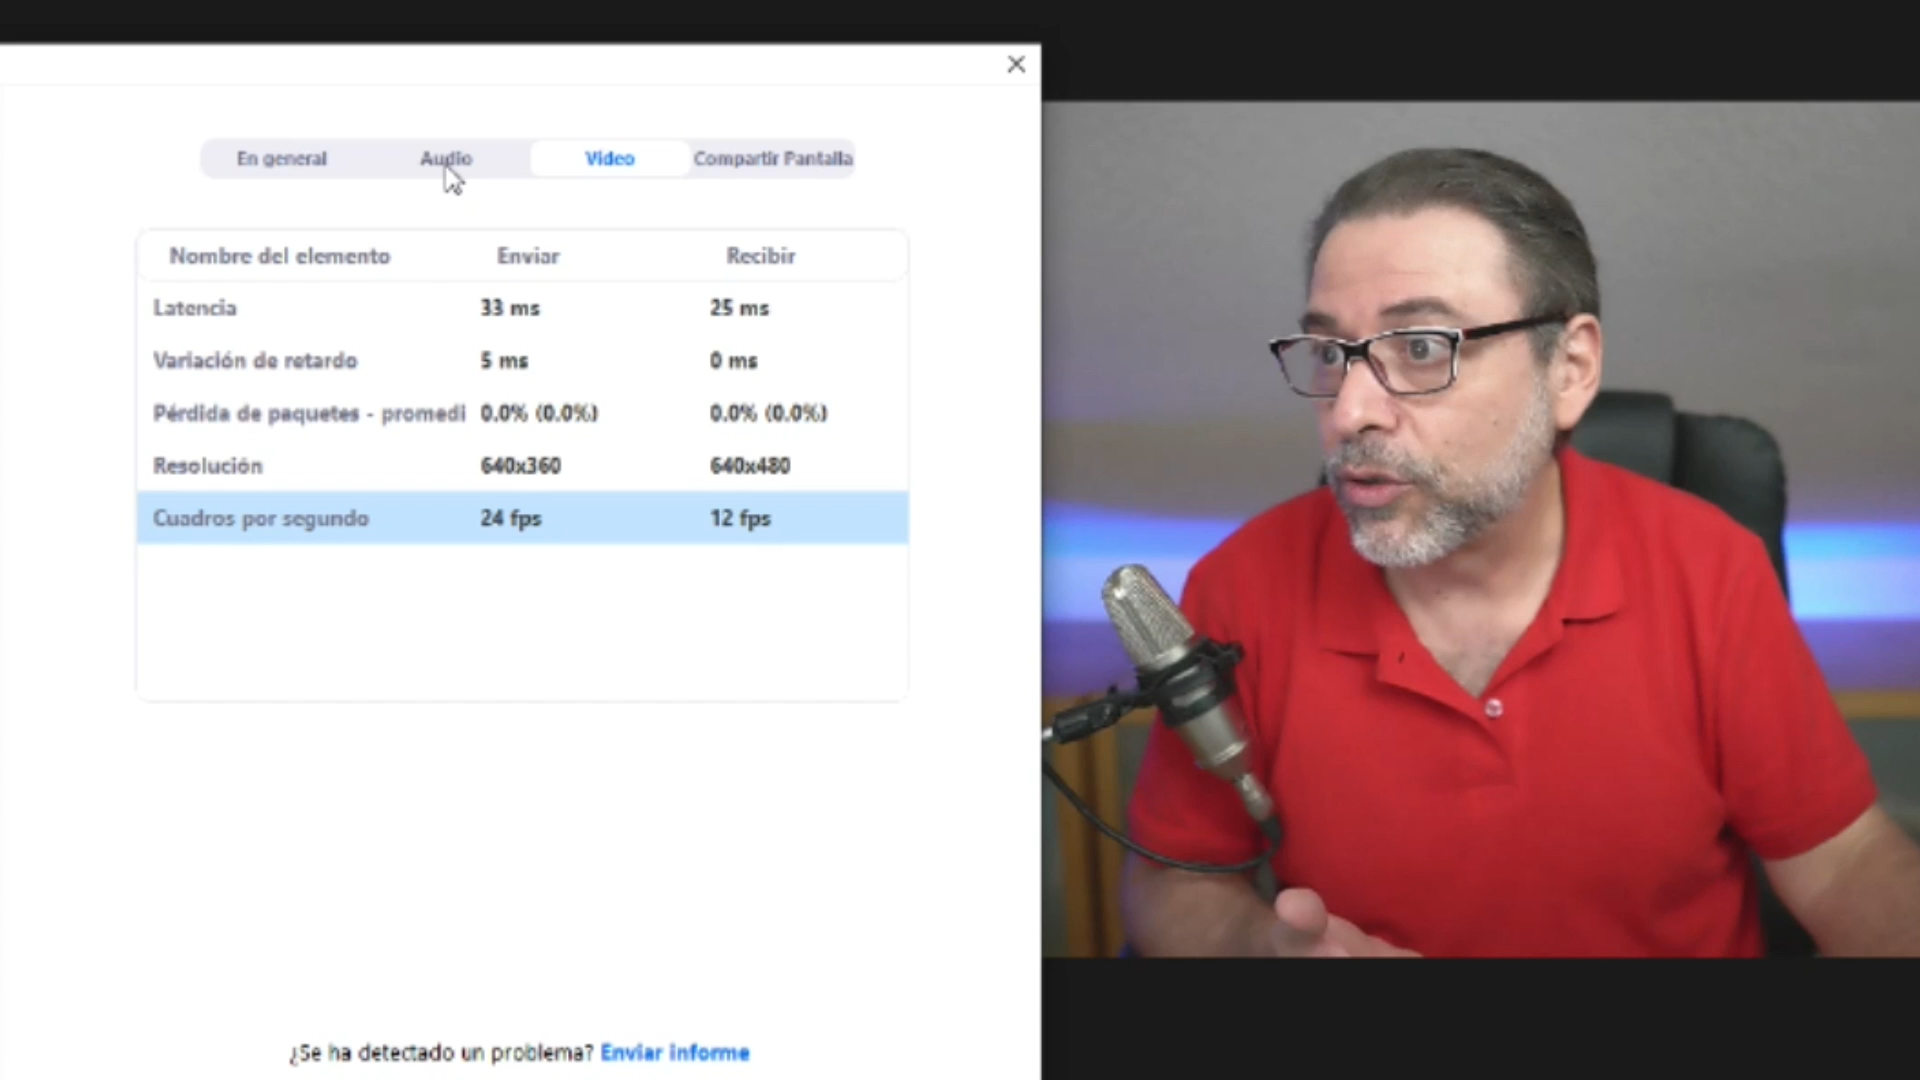 En general Audio Video Compartir Pantalla
Nombre del elemento Enviar Recibir
Latencia 33 ms 25 ms
Variación de retardo 5 ms 0 ms
Pérdida de paquetes - promedi 0.0% (0.0%) 0.0% (0.0%)
Resolución 640x360 640x480
Cuadros por segundo 24 fps 12 fps
¿Se ha detectado un problema? Enviar informe